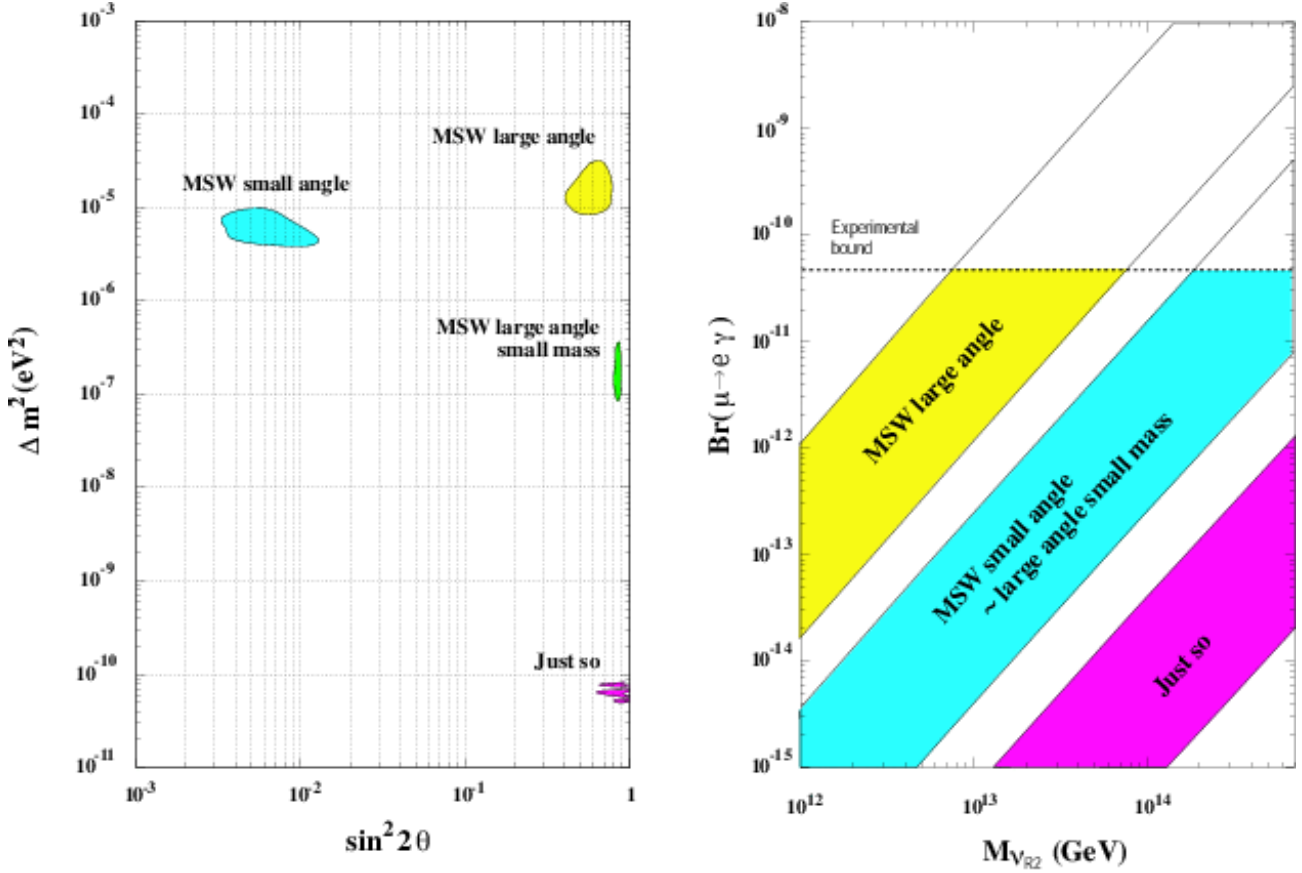 10⁻³
10⁻⁴
10⁻⁵
10⁻⁶
10⁻⁷
10⁻⁸
10⁻⁹
10⁻¹⁰
10⁻¹¹
Δ m² (eV²)
MSW large angle
MSW small angle
MSW large angle
small mass
Just so
10⁻³
10⁻²
10⁻¹
1
sin² 2θ
10⁻⁸
10⁻⁹
10⁻¹⁰
10⁻¹¹
10⁻¹²
10⁻¹³
10⁻¹⁴
10⁻¹⁵
Br( μ→e γ )
Experimental
bound
MSW large angle
MSW small angle
~ large angle small mass
Just so
10¹²
10¹³
10¹⁴
M_{ν_{R2}} (GeV)